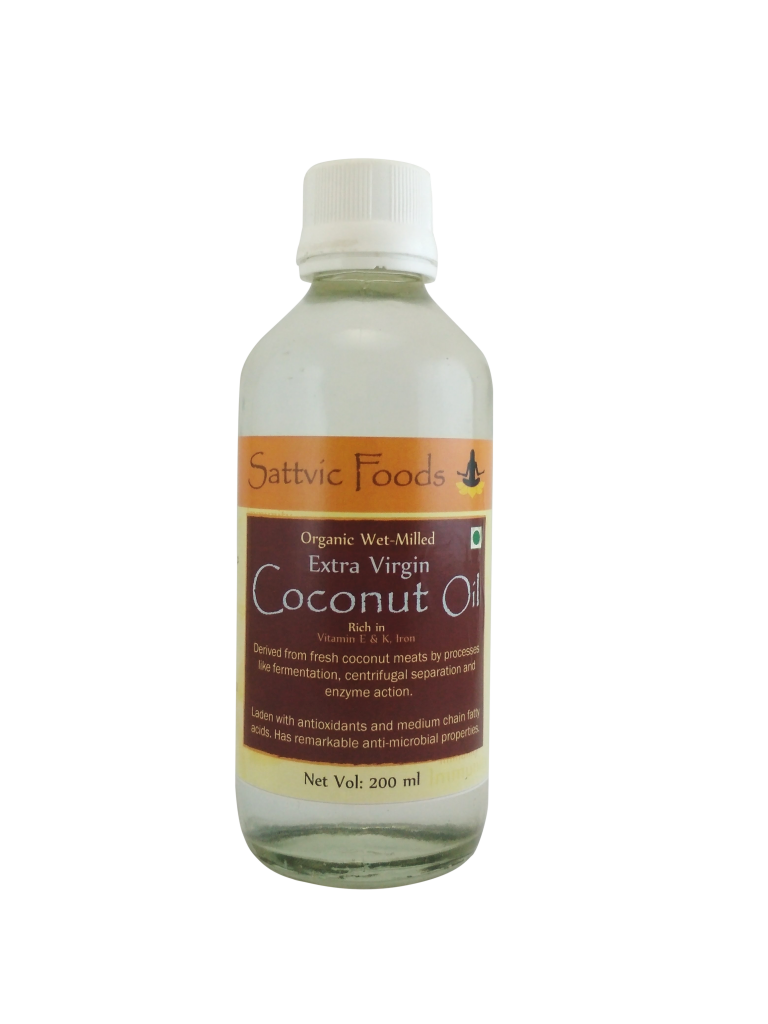 Sattvic Foods
Organic Wet-Milled
Extra Virgin
Coconut Oil
Rich in
Vitamin E & K, Iron
Derived from fresh coconut meats by processes
like fermentation, centrifugal separation and
enzyme action.
Laden with antioxidants and medium chain fatty
acids. Has remarkable anti-microbial properties.
Net Vol: 200 ml